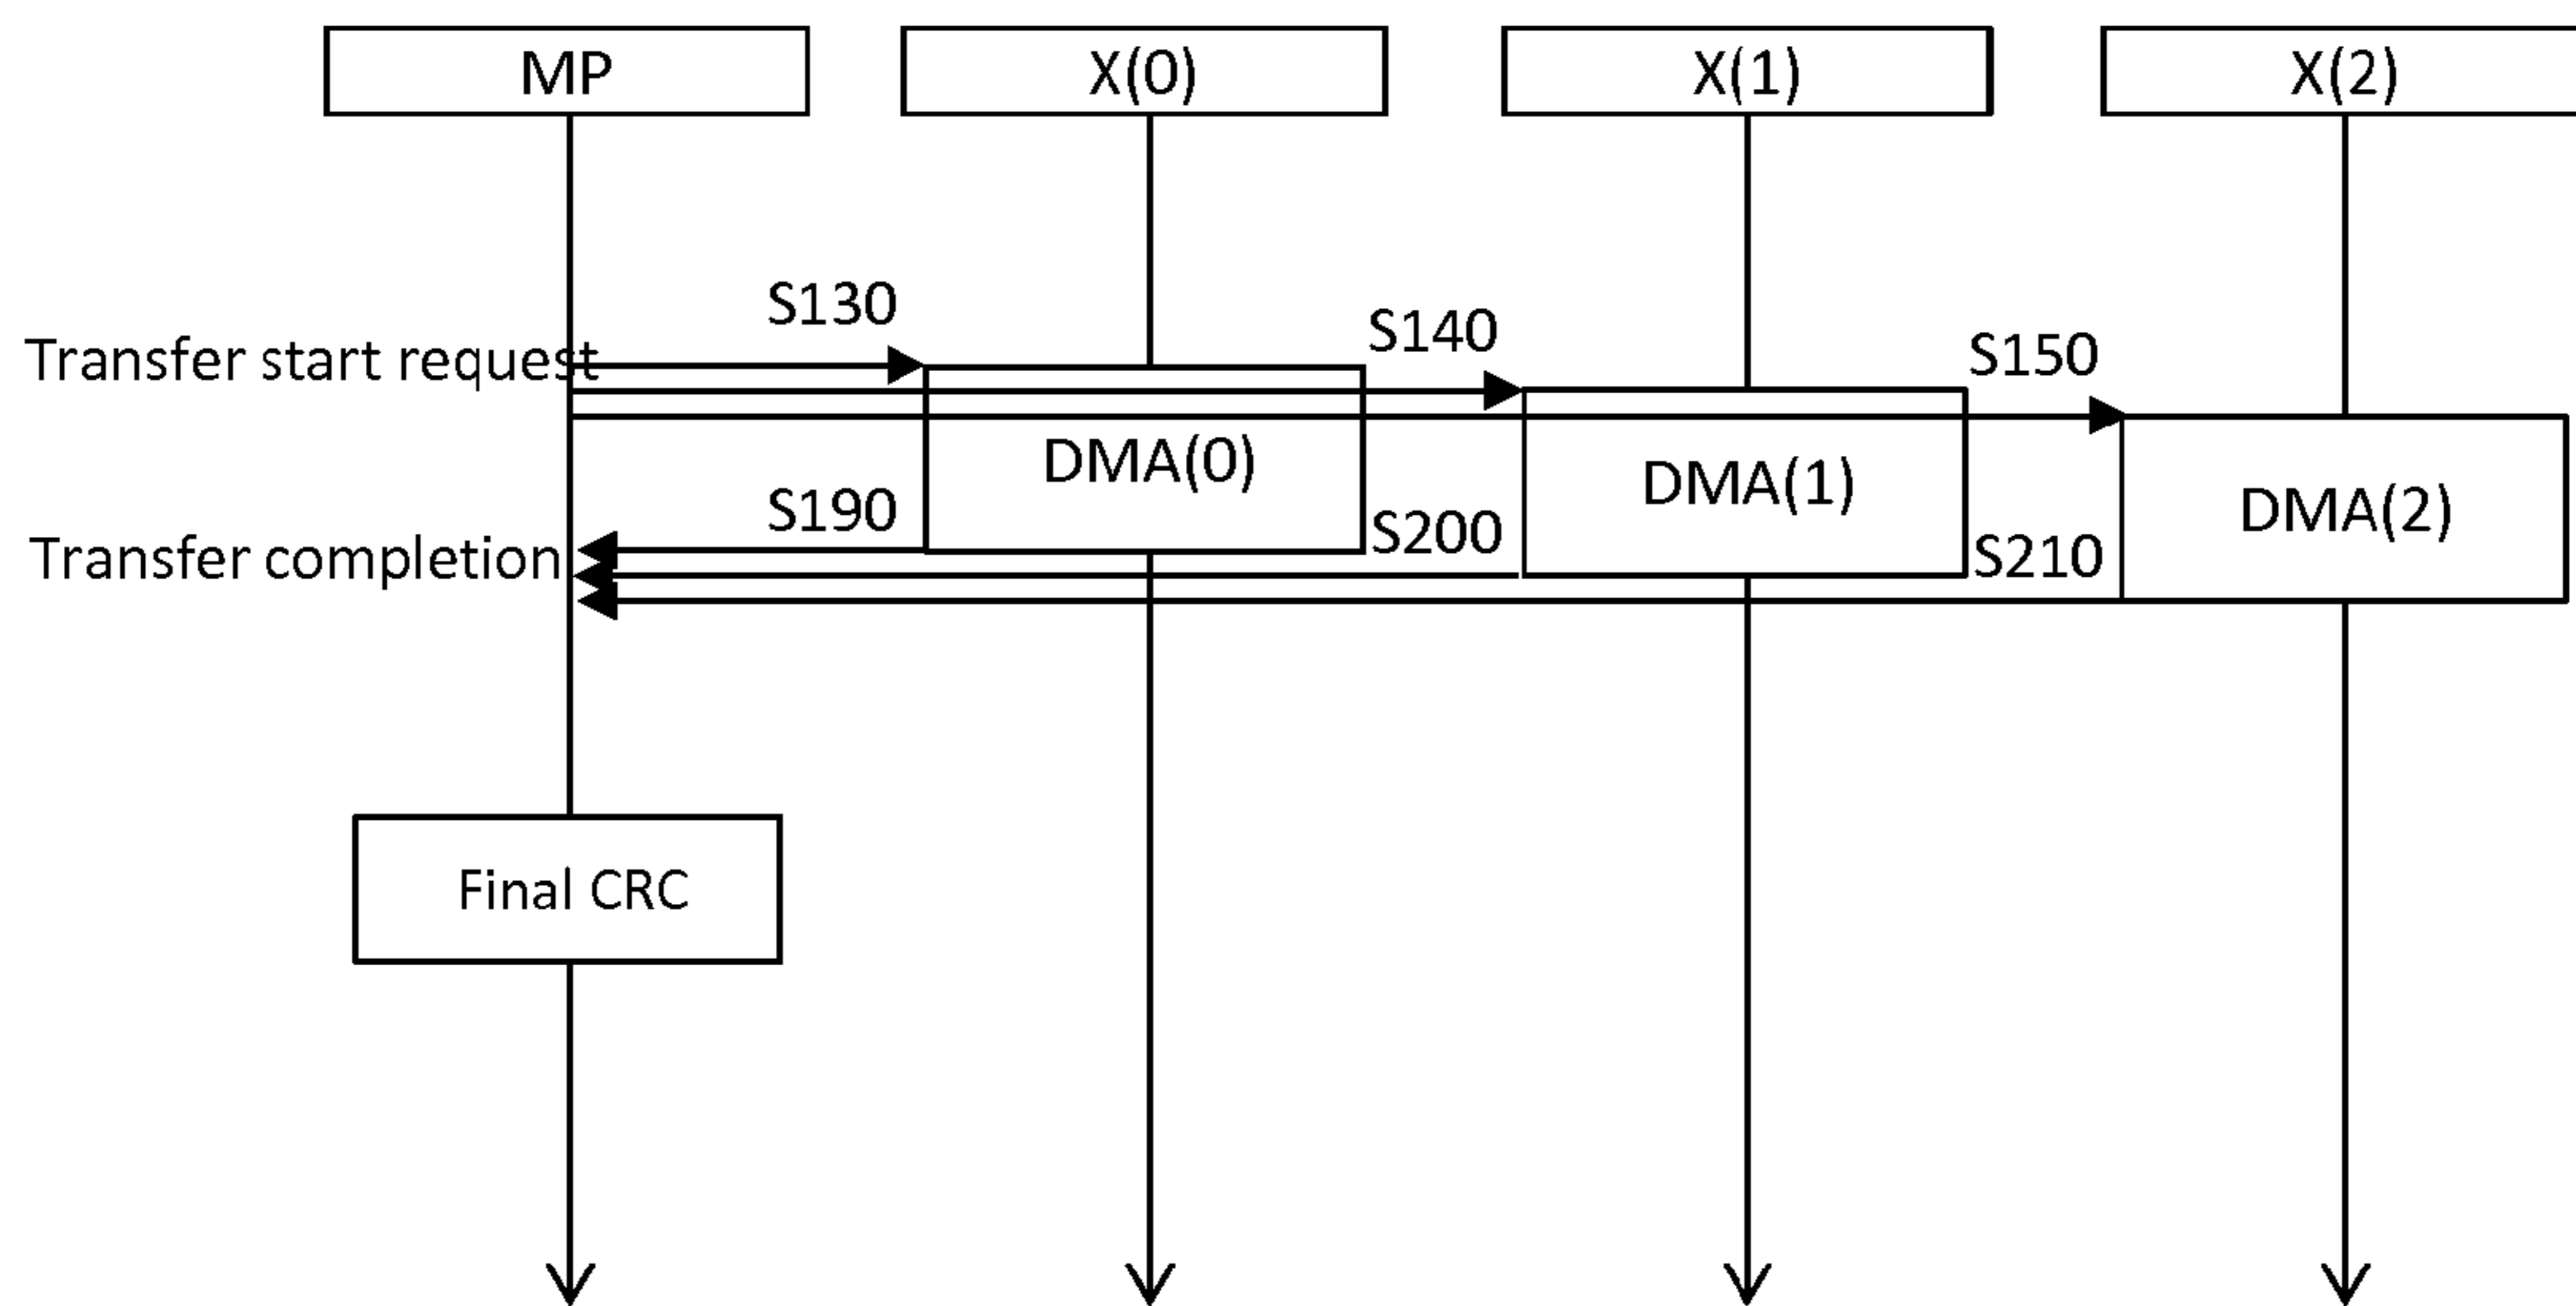 MP
X(0)
X(1)
X(2)
S130
S140
S150
Transfer start request
DMA(0)
DMA(1)
DMA(2)
S190
S200
S210
Transfer completion
Final CRC